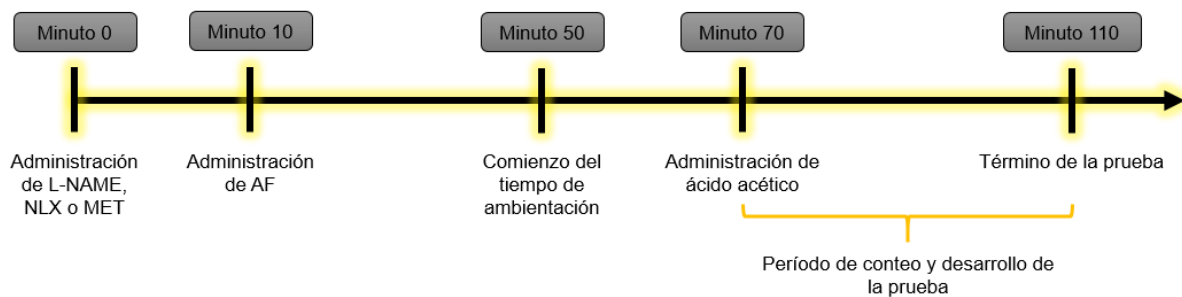 Minuto 0
Minuto 10
Minuto 50
Minuto 70
Minuto 110
Administración
de L-NAME,
NLX o MET
Administración
de AF
Comienzo del
tiempo de
ambientación
Administración de
ácido acético
Término de la prueba
Período de conteo y desarrollo de
la prueba